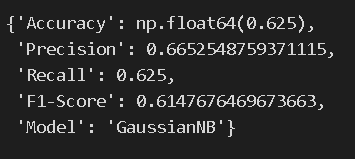 {'Accuracy': np.float64(0.625),
'Precision': 0.6652548759371115,
'Recall': 0.625,
'F1-Score': 0.6147676469673663,
'Model': 'GaussianNB'}